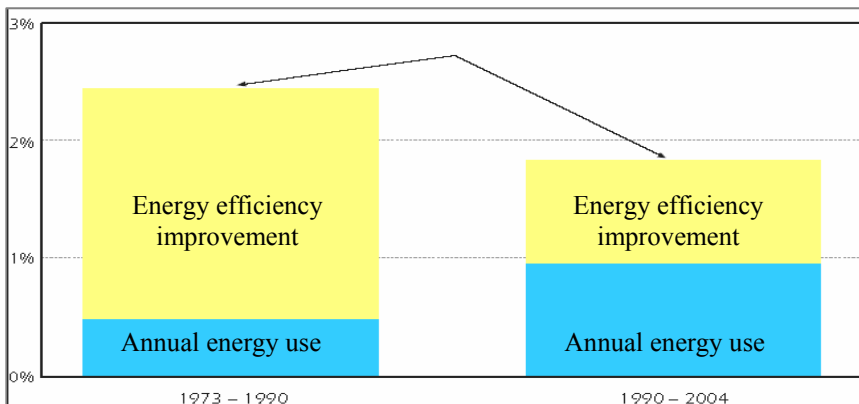 3%
2%
1%
0%
Energy efficiency
improvement
Annual energy use
Energy efficiency
improvement
Annual energy use
1973 – 1990
1990 – 2004